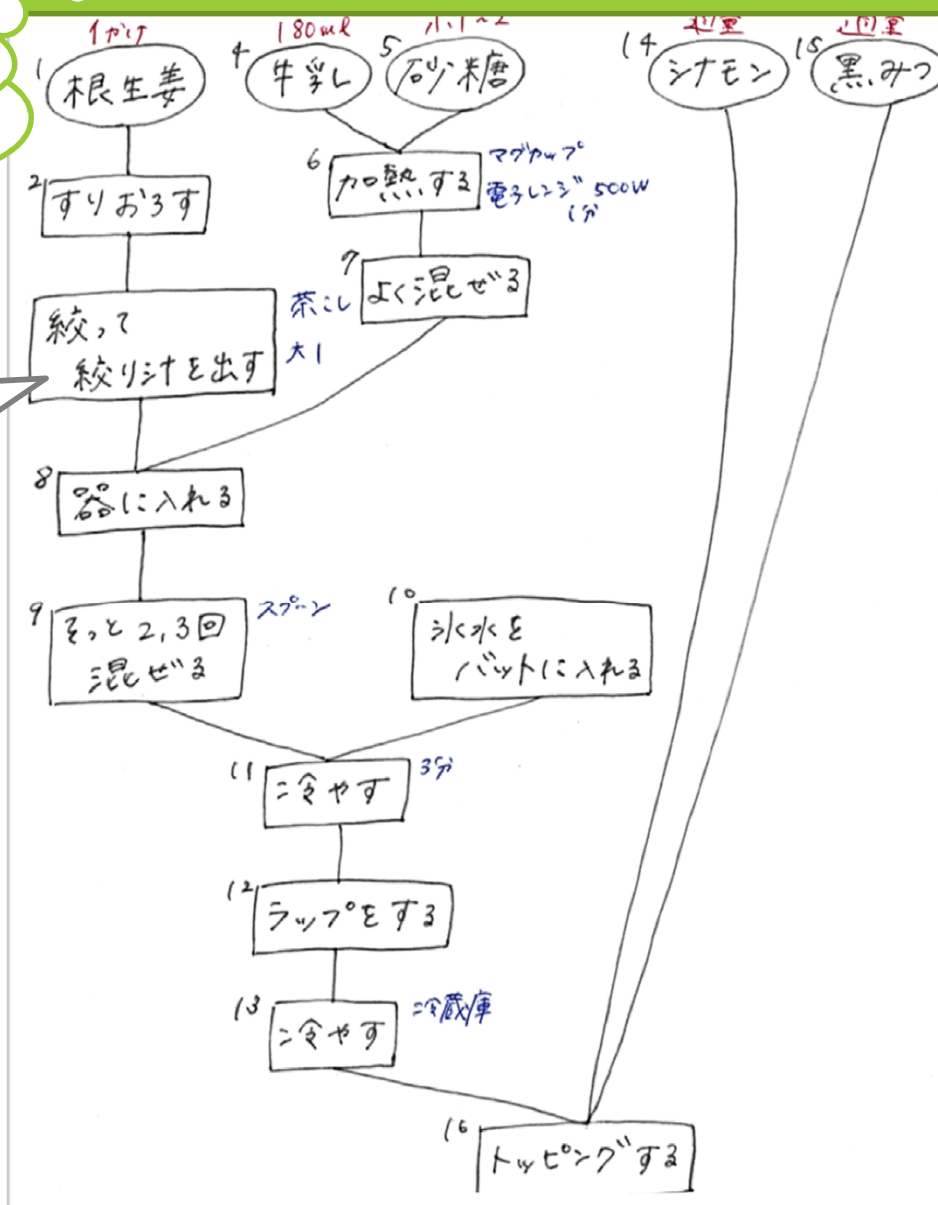 1かけ
1 根生姜
2 すりおろす
絞って
絞り汁を出す
茶こし
大1
180ml
4 牛乳
5 砂糖
6 加熱する
マグカップ
電子レンジ 500W
1分
7 よく混ぜる
8 器に入れる
9 そっと2,3回
混ぜる
スプーン
10 氷水を
バットに入れる
11 冷やす
3分
12 ラップをする
13 冷やす
冷蔵庫
14 シナモン
適量
15 黒みつ
16 トッピングする